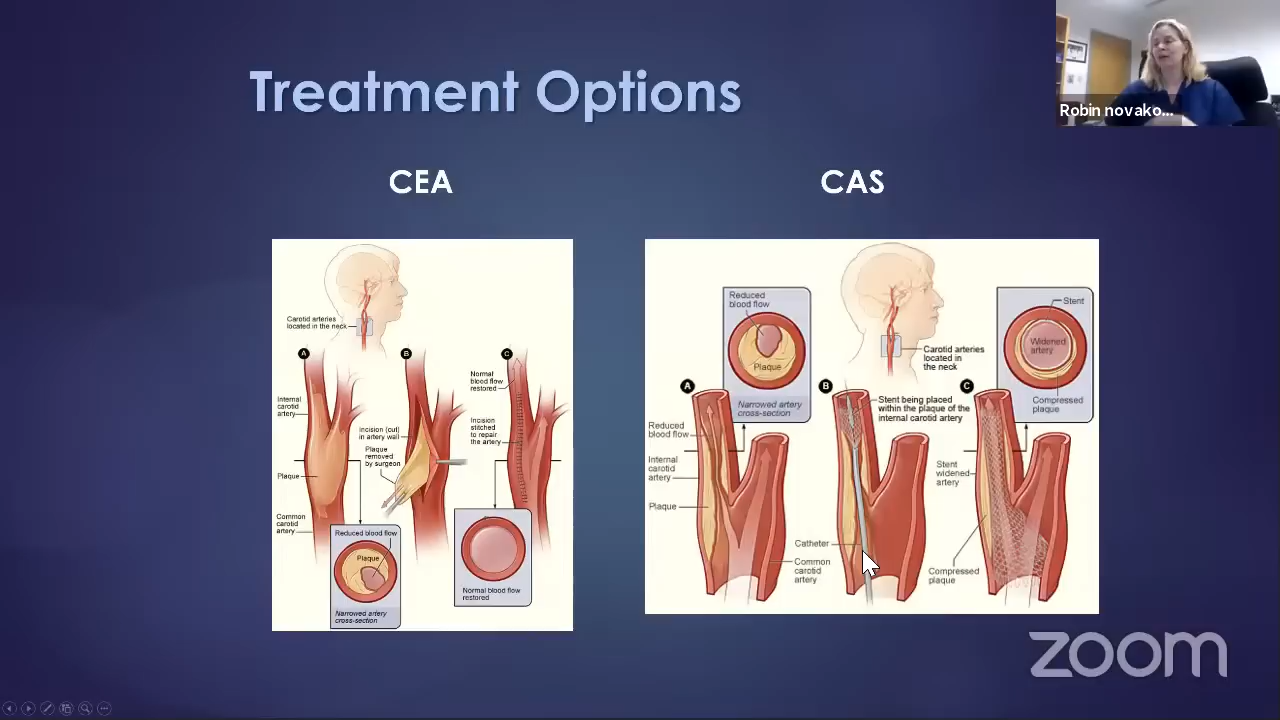 Treatment Options
Robin novako...
CEA
CAS
Carotid arteries
located in the neck
A
B
C
Internal
carotid
artery
Plaque
Common
carotid
artery
Incision (cut)
in artery wall
Plaque
removed
by surgeon
Normal
blood flow
restored
Incision
stitched
to repair
the artery
Reduced blood flow
Plaque
Narrowed artery
cross-section
Normal blood flow
restored
Reduced
blood flow
Plaque
Narrowed artery
cross-section
Carotid arteries
located in
the neck
Stent
Widened
artery
Compressed
plaque
A
B
C
Reduced
blood flow
Internal
carotid
artery
Plaque
Stent being placed
within the plaque of the
internal carotid artery
Catheter
Common
carotid
artery
Stent
widened
artery
Compressed
plaque
zoom